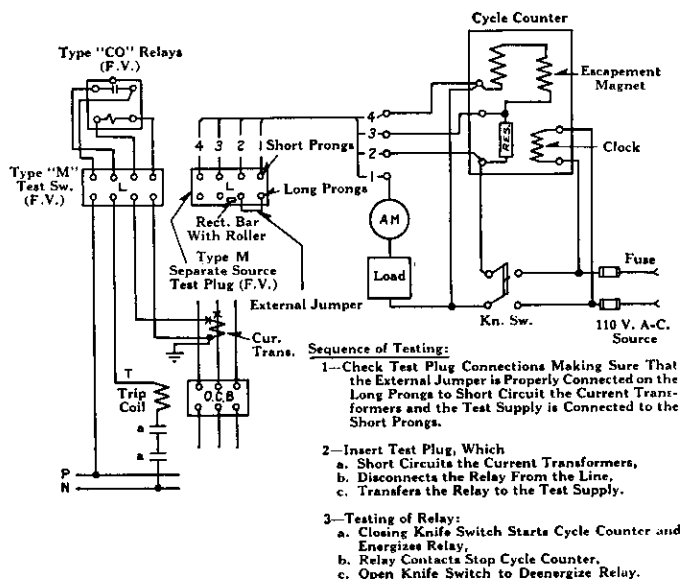 Cycle Counter
Type "CO" Relays
(F.V.)
Escapement
Magnet
RES.
Clock
4
3
2
1
4 3 2 1
Short Prongs
Type "M"
Test Sw.
(F.V.)
L
L
Long Prongs
Rect. Bar
With Roller
Type M
Separate Source
Test Plug (F.V.)
External Jumper
AM
Load
Fuse
Kn. Sw.
110 V. A-C.
Source
Cur.
Trans.
T
Trip
Coil
O.C.B
a
a
P
N
Sequence of Testing:
1—Check Test Plug Connections Making Sure That
the External Jumper is Properly Connected on the
Long Prongs to Short Circuit the Current Trans-
formers and the Test Supply is Connected to the
Short Prongs.
2—Insert Test Plug, Which
a. Short Circuits the Current Transformers,
b. Disconnects the Relay From the Line,
c. Transfers the Relay to the Test Supply.
3—Testing of Relay:
a. Closing Knife Switch Starts Cycle Counter and
Energizes Relay,
b. Relay Contacts Stop Cycle Counter,
c. Open Knife Switch to Deenergize Relay.